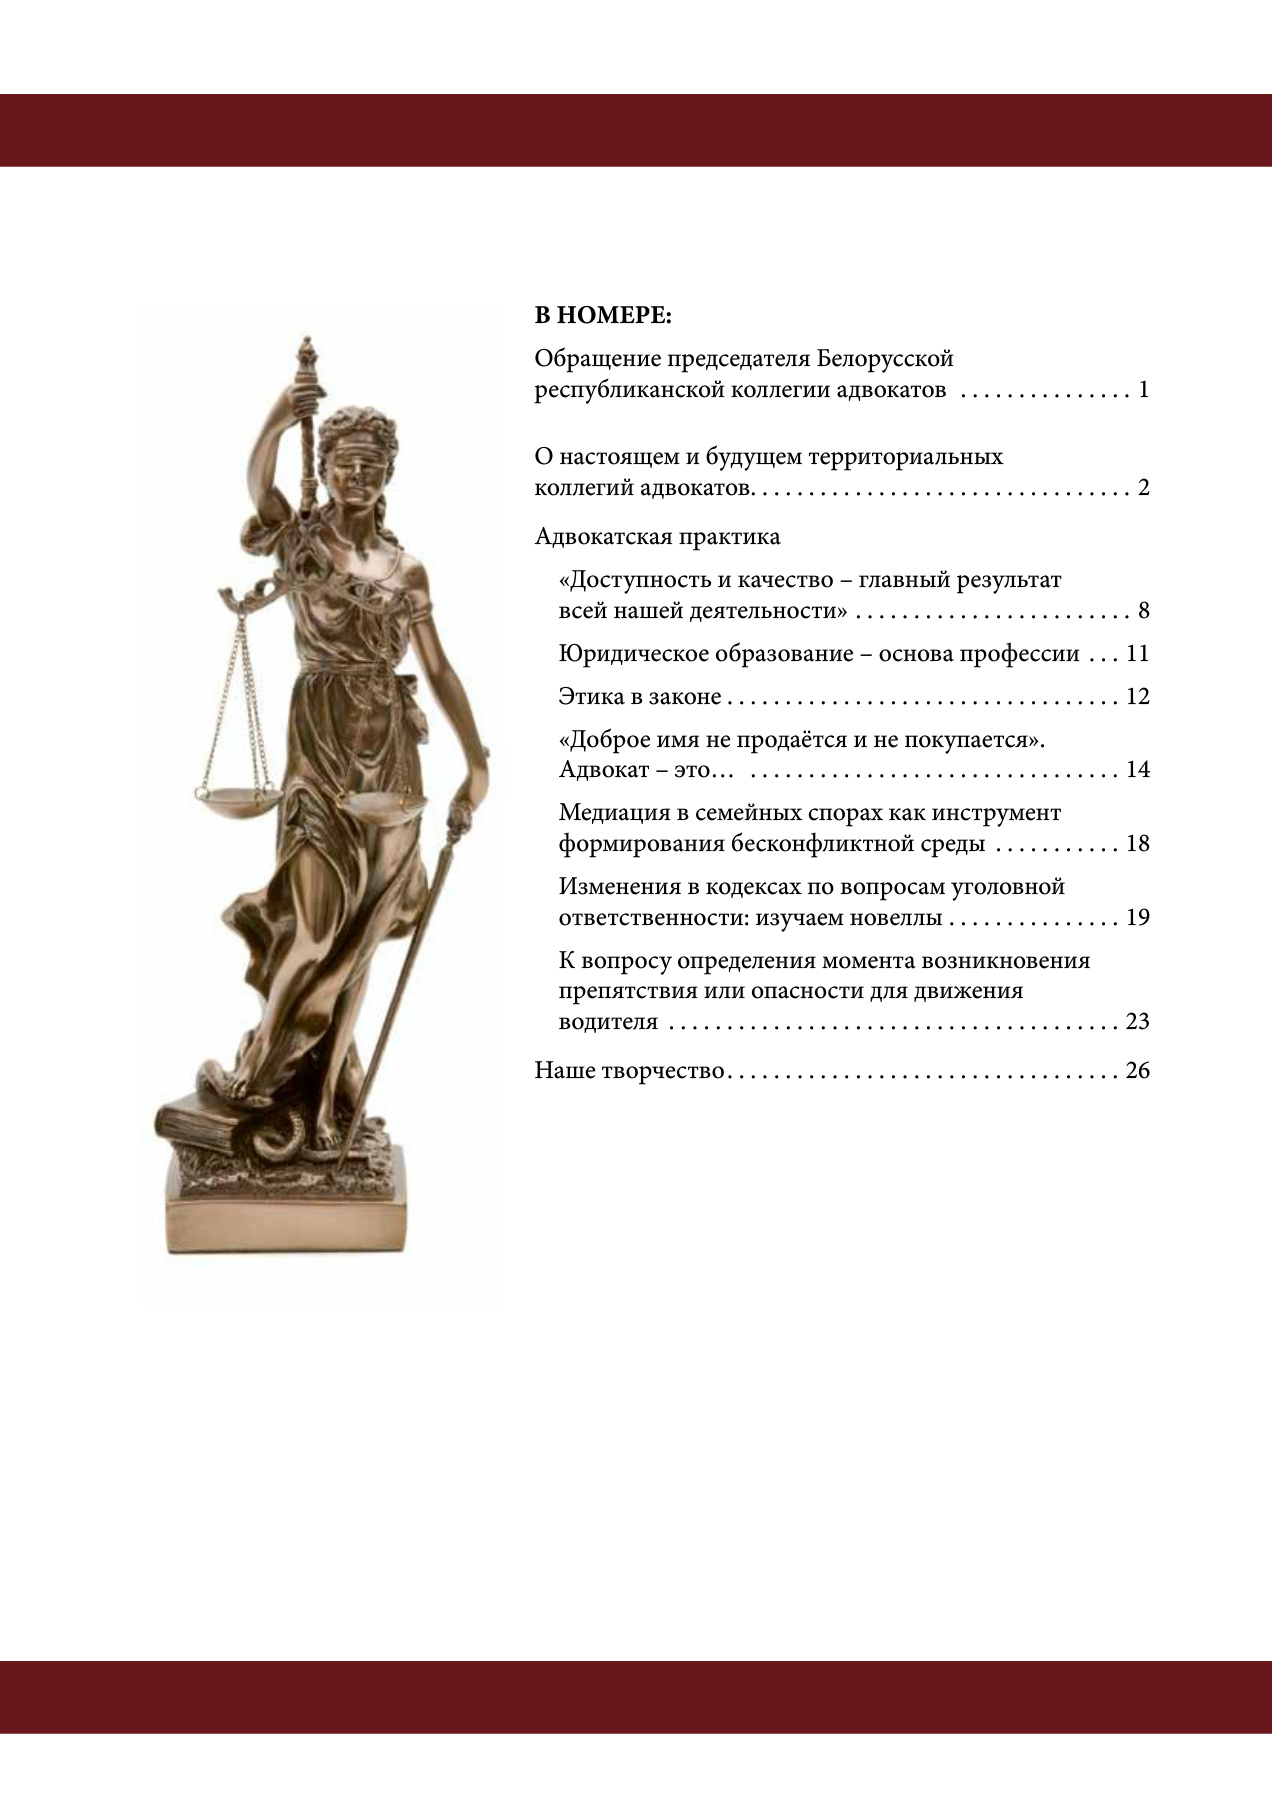 В НОМЕРЕ:
Обращение председателя Белорусской
республиканской коллегии адвокатов . . . . . . . . . . . . . . . 1
О настоящем и будущем территориальных
коллегий адвокатов. . . . . . . . . . . . . . . . . . . . . . . . . . . . . . . . . 2
Адвокатская практика
«Доступность и качество – главный результат
всей нашей деятельности» . . . . . . . . . . . . . . . . . . . . . . . . 8
Юридическое образование – основа профессии . . . 11
Этика в законе . . . . . . . . . . . . . . . . . . . . . . . . . . . . . . . . . . 12
«Доброе имя не продаётся и не покупается».
Адвокат – это… . . . . . . . . . . . . . . . . . . . . . . . . . . . . . . . . 14
Медиация в семейных спорах как инструмент
формирования бесконфликтной среды . . . . . . . . . . . 18
Изменения в кодексах по вопросам уголовной
ответственности: изучаем новеллы . . . . . . . . . . . . . . . 19
К вопросу определения момента возникновения
препятствия или опасности для движения
водителя . . . . . . . . . . . . . . . . . . . . . . . . . . . . . . . . . . . . . . . 23
Наше творчество. . . . . . . . . . . . . . . . . . . . . . . . . . . . . . . . . . 26